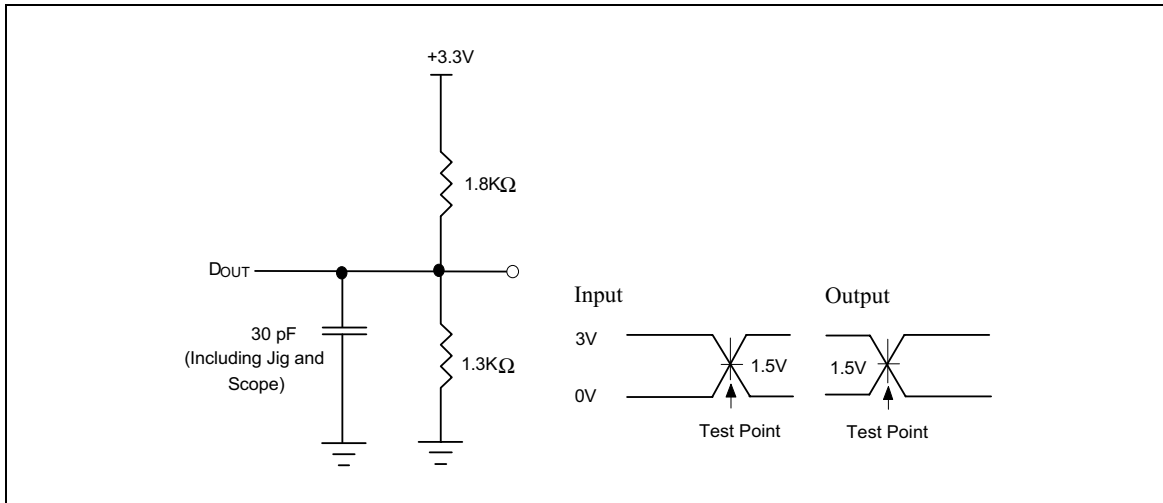 +3.3V
1.8KΩ
DOUT
30 pF
(Including Jig and
Scope)
1.3KΩ
Input
Output
3V
1.5V
1.5V
0V
Test Point
Test Point